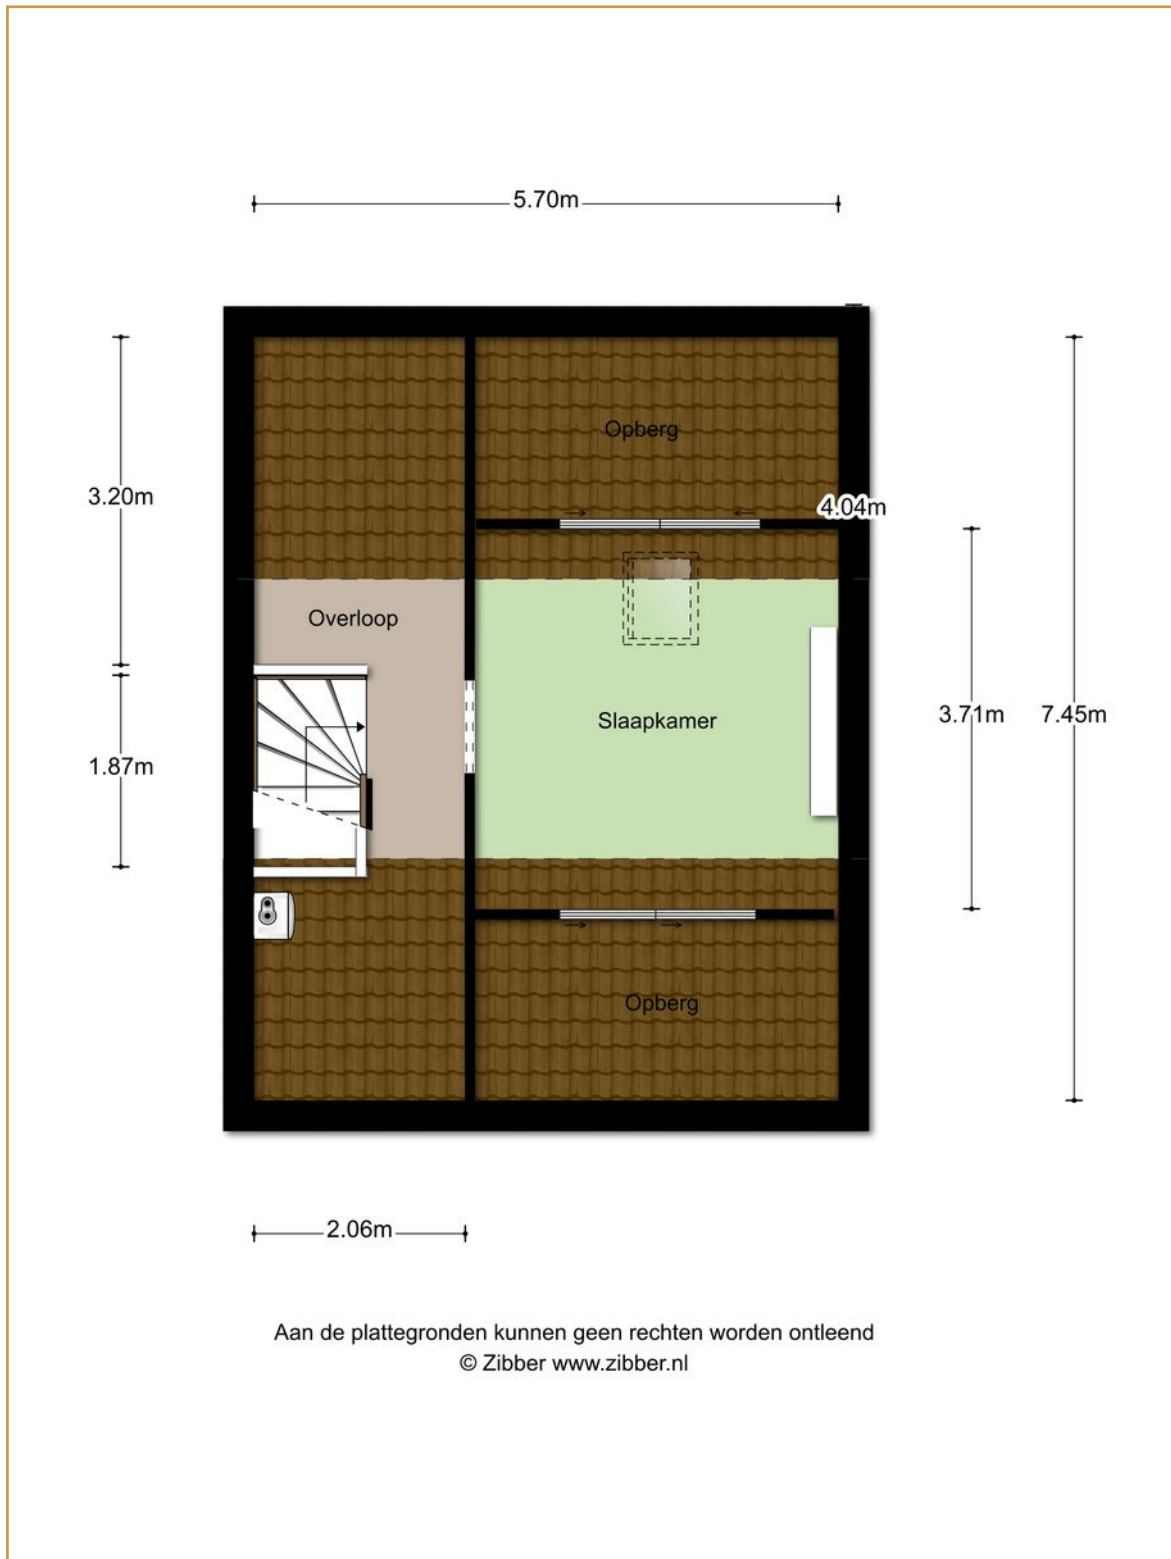 5.70m
Opberg
3.20m
4.04m
Overloop
Slaapkamer
3.71m
7.45m
1.87m
Opberg
2.06m
Aan de plattegronden kunnen geen rechten worden ontleend
© Zibber www.zibber.nl